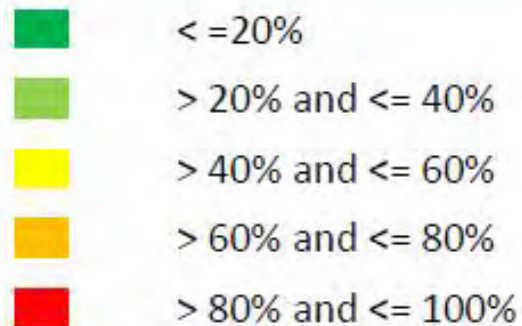 < =20%
> 20% and <= 40%
> 40% and <= 60%
> 60% and <= 80%
> 80% and <= 100%